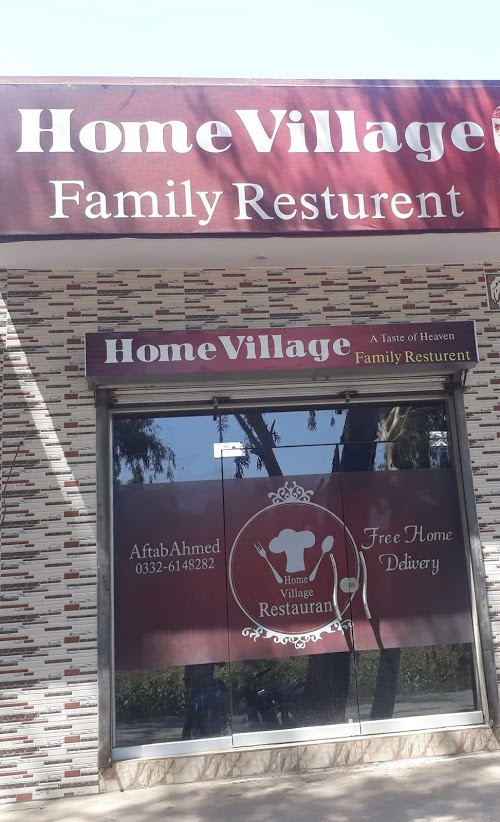 Home Village
Family Resturent
Home Village
A Taste of Heaven
Family Resturent
Aftab Ahmed
0332-6148282
Home
Village
Restauran
Free Home
Delivery